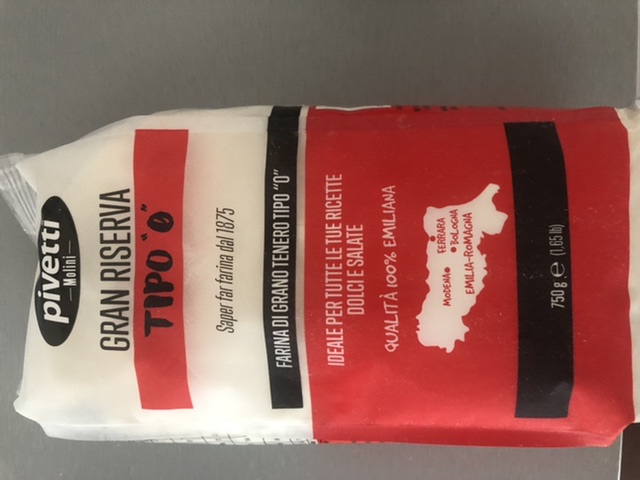 pivetti
Molini
GRAN RISERVA
TIPO "0"
Saper far farina dal 1875
FARINA DI GRANO TENERO TIPO "0"
IDEALE PER TUTTE LE TUE RICETTE
DOLCI E SALATE
QUALITÀ 100% EMILIANA
FERRARA
MODENA
BOLOGNA
EMILIA-ROMAGNA
750 g e (1,65 lb)